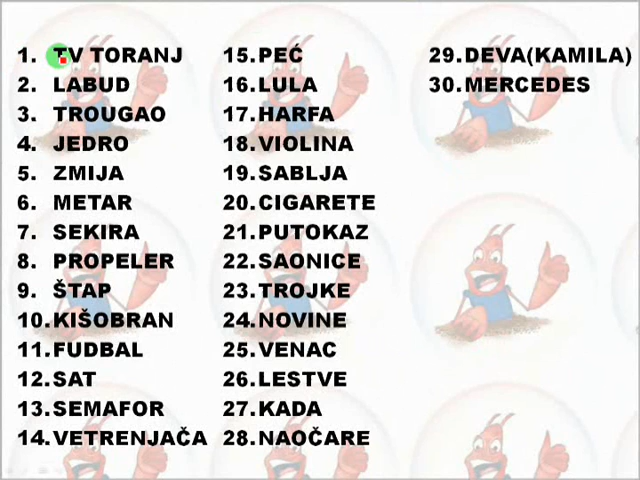 1. TV TORANJ
2. LABUD
3. TROUGAO
4. JEDRO
5. ZMIJA
6. METAR
7. SEKIRA
8. PROPELER
9. ŠTAP
10. KIŠOBRAN
11. FUDBAL
12. SAT
13. SEMAFOR
14. VETRENJAČA
15. PEĆ
16. LULA
17. HARFA
18. VIOLINA
19. SABLJA
20. CIGARETE
21. PUTOKAZ
22. SAONICE
23. TROJKE
24. NOVINE
25. VENAC
26. LESTVE
27. KADA
28. NAOČARE
29. DEVA(KAMILA)
30. MERCEDES